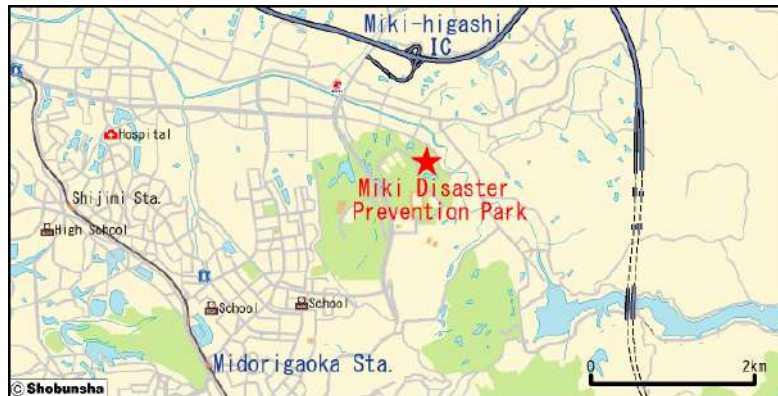 Miki-higashi
IC
Hospital
Shijimi Sta.
High School
Miki Disaster
Prevention Park
School
School
Midorigaoka Sta.
0 2km
© Shobunsha